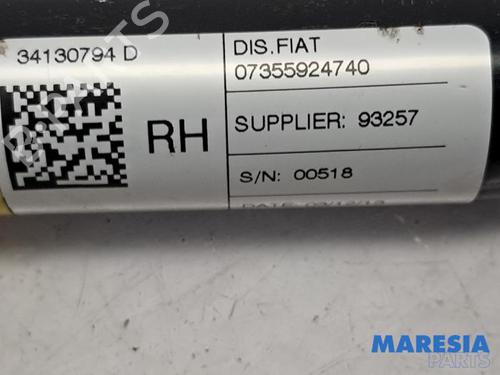 34130794 D
RH
DIS.FIAT
07355924740
SUPPLIER: 93257
S/N: 00518
MARESIA
PARTS